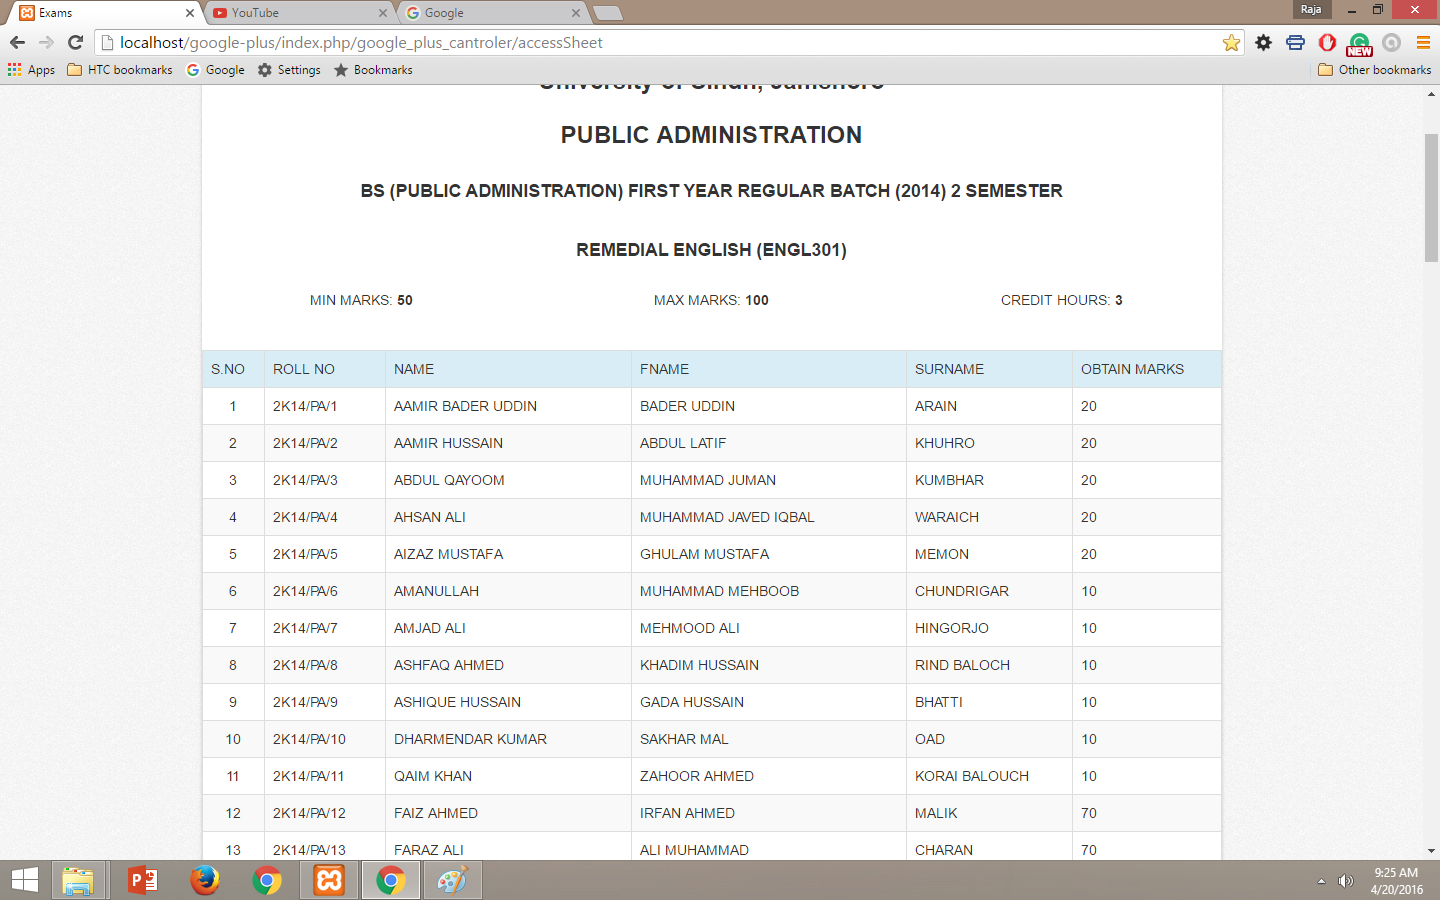 Exams
YouTube
Google
Raja
localhost/google-plus/index.php/google_plus_cantroler/accessSheet
NEW
Apps
HTC bookmarks
Google
Settings
Bookmarks
Other bookmarks
University of Sindh, Jamshoro
PUBLIC ADMINISTRATION
BS (PUBLIC ADMINISTRATION) FIRST YEAR REGULAR BATCH (2014) 2 SEMESTER
REMEDIAL ENGLISH (ENGL301)
MIN MARKS: 50 MAX MARKS: 100 CREDIT HOURS: 3
S.NO ROLL NO NAME FNAME SURNAME OBTAIN MARKS
1 2K14/PA/1 AAMIR BADER UDDIN BADER UDDIN ARAIN 20
2 2K14/PA/2 AAMIR HUSSAIN ABDUL LATIF KHUHRO 20
3 2K14/PA/3 ABDUL QAYOOM MUHAMMAD JUMAN KUMBHAR 20
4 2K14/PA/4 AHSAN ALI MUHAMMAD JAVED IQBAL WARAICH 20
5 2K14/PA/5 AIZAZ MUSTAFA GHULAM MUSTAFA MEMON 20
6 2K14/PA/6 AMANULLAH MUHAMMAD MEHBOOB CHUNDRIGAR 10
7 2K14/PA/7 AMJAD ALI MEHMOOD ALI HINGORJO 10
8 2K14/PA/8 ASHFAQ AHMED KHADIM HUSSAIN RIND BALOCH 10
9 2K14/PA/9 ASHIQUE HUSSAIN GADA HUSSAIN BHATTI 10
10 2K14/PA/10 DHARMENDAR KUMAR SAKHAR MAL OAD 10
11 2K14/PA/11 QAIM KHAN ZAHOOR AHMED KORAI BALOUCH 10
12 2K14/PA/12 FAIZ AHMED IRFAN AHMED MALIK 70
13 2K14/PA/13 FARAZ ALI ALI MUHAMMAD CHARAN 70
9:25 AM
4/20/2016